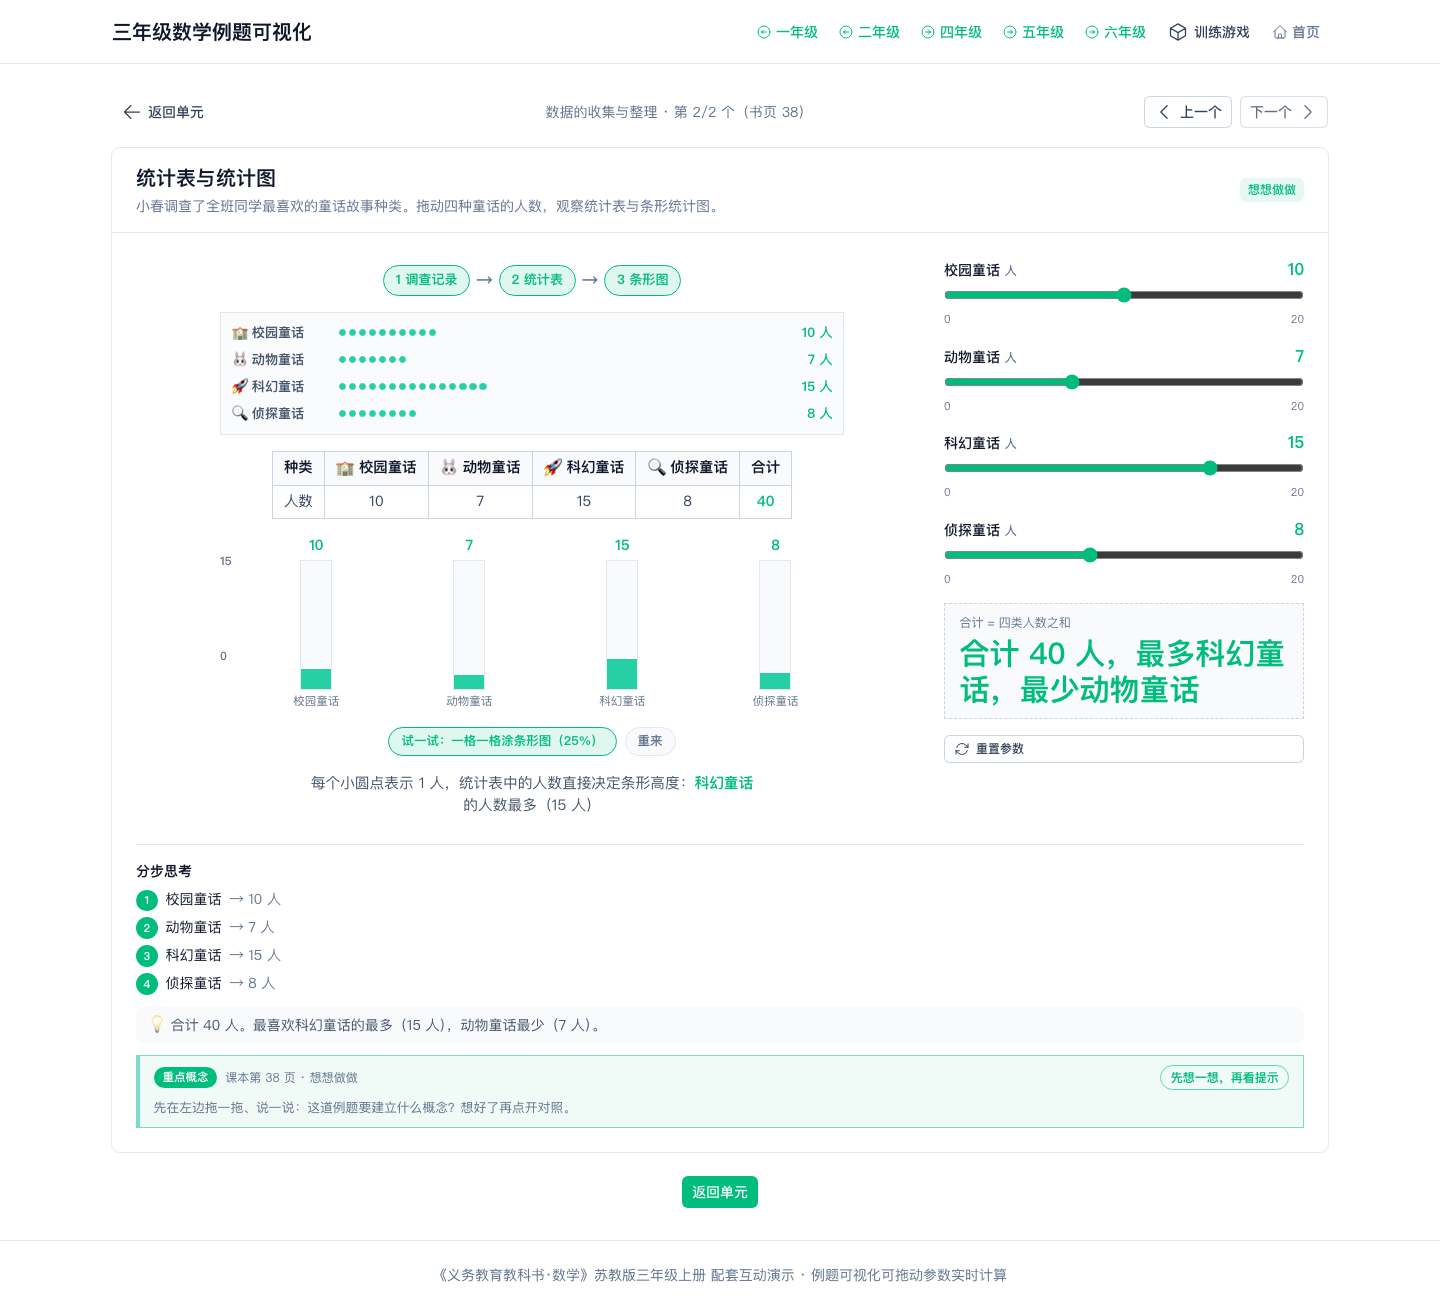 三年级数学例题可视化
一年级 二年级 四年级 五年级 六年级 训练游戏 首页
返回单元 数据的收集与整理 · 第 2/2 个（书页 38） 上一个 下一个
统计表与统计图
小春调查了全班同学最喜欢的童话故事种类。拖动四种童话的人数，观察统计表与条形统计图。
想想做做
1 调查记录 → 2 统计表 → 3 条形图
校园童话 10 人
动物童话 7 人
科幻童话 15 人
侦探童话 8 人
种类 校园童话 动物童话 科幻童话 侦探童话 合计
人数 10 7 15 8 40
10 7 15 8
15
0
校园童话 动物童话 科幻童话 侦探童话
试一试：一格一格涂条形图（25%） 重来
每个小圆点表示 1 人，统计表中的人数直接决定条形高度：科幻童话
的人数最多（15 人）
校园童话 人 10
0 20
动物童话 人 7
0 20
科幻童话 人 15
0 20
侦探童话 人 8
0 20
合计 = 四类人数之和
合计 40 人，最多科幻童
话，最少动物童话
重置参数
分步思考
1 校园童话 → 10 人
2 动物童话 → 7 人
3 科幻童话 → 15 人
4 侦探童话 → 8 人
合计 40 人。最喜欢科幻童话的最多（15 人），动物童话最少（7 人）。
重点概念 课本第 38 页 · 想想做做 先想一想，再看提示
先在左边拖一拖、说一说：这道例题要建立什么概念？想好了再点开对照。
返回单元
《义务教育教科书·数学》苏教版三年级上册 配套互动演示 · 例题可视化可拖动参数实时计算